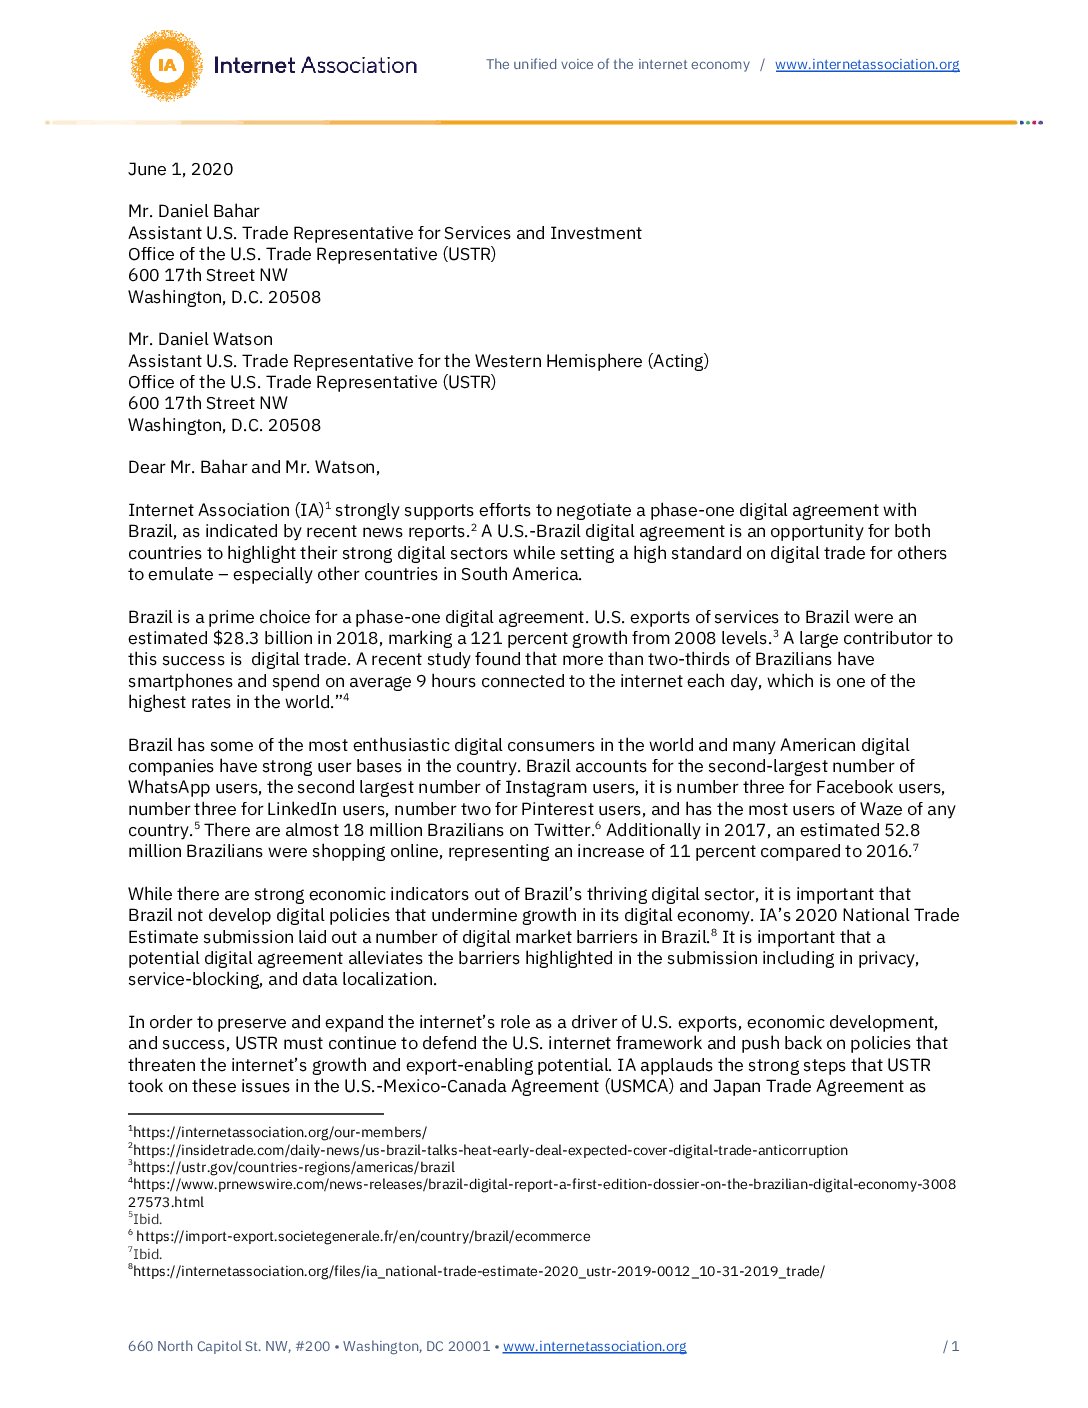 IA Internet Association
The unified voice of the internet economy / www.internetassociation.org
June 1, 2020
Mr. Daniel Bahar
Assistant U.S. Trade Representative for Services and Investment
Office of the U.S. Trade Representative (USTR)
600 17th Street NW
Washington, D.C. 20508
Mr. Daniel Watson
Assistant U.S. Trade Representative for the Western Hemisphere (Acting)
Office of the U.S. Trade Representative (USTR)
600 17th Street NW
Washington, D.C. 20508
Dear Mr. Bahar and Mr. Watson,
Internet Association (IA)¹ strongly supports efforts to negotiate a phase-one digital agreement with
Brazil, as indicated by recent news reports.² A U.S.-Brazil digital agreement is an opportunity for both
countries to highlight their strong digital sectors while setting a high standard on digital trade for others
to emulate – especially other countries in South America.
Brazil is a prime choice for a phase-one digital agreement. U.S. exports of services to Brazil were an
estimated $28.3 billion in 2018, marking a 121 percent growth from 2008 levels.³ A large contributor to
this success is  digital trade. A recent study found that more than two-thirds of Brazilians have
smartphones and spend on average 9 hours connected to the internet each day, which is one of the
highest rates in the world.”⁴
Brazil has some of the most enthusiastic digital consumers in the world and many American digital
companies have strong user bases in the country. Brazil accounts for the second-largest number of
WhatsApp users, the second largest number of Instagram users, it is number three for Facebook users,
number three for LinkedIn users, number two for Pinterest users, and has the most users of Waze of any
country.⁵ There are almost 18 million Brazilians on Twitter.⁶ Additionally in 2017, an estimated 52.8
million Brazilians were shopping online, representing an increase of 11 percent compared to 2016.⁷
While there are strong economic indicators out of Brazil’s thriving digital sector, it is important that
Brazil not develop digital policies that undermine growth in its digital economy. IA’s 2020 National Trade
Estimate submission laid out a number of digital market barriers in Brazil.⁸ It is important that a
potential digital agreement alleviates the barriers highlighted in the submission including in privacy,
service-blocking, and data localization.
In order to preserve and expand the internet’s role as a driver of U.S. exports, economic development,
and success, USTR must continue to defend the U.S. internet framework and push back on policies that
threaten the internet’s growth and export-enabling potential. IA applauds the strong steps that USTR
took on these issues in the U.S.-Mexico-Canada Agreement (USMCA) and Japan Trade Agreement as
¹https://internetassociation.org/our-members/
²https://insidetrade.com/daily-news/us-brazil-talks-heat-early-deal-expected-cover-digital-trade-anticorruption
³https://ustr.gov/countries-regions/americas/brazil
⁴https://www.prnewswire.com/news-releases/brazil-digital-report-a-first-edition-dossier-on-the-brazilian-digital-economy-3008
27573.html
⁵Ibid.
⁶ https://import-export.societegenerale.fr/en/country/brazil/ecommerce
⁷Ibid.
⁸https://internetassociation.org/files/ia_national-trade-estimate-2020_ustr-2019-0012_10-31-2019_trade/
660 North Capitol St. NW, #200 • Washington, DC 20001 • www.internetassociation.org / 1